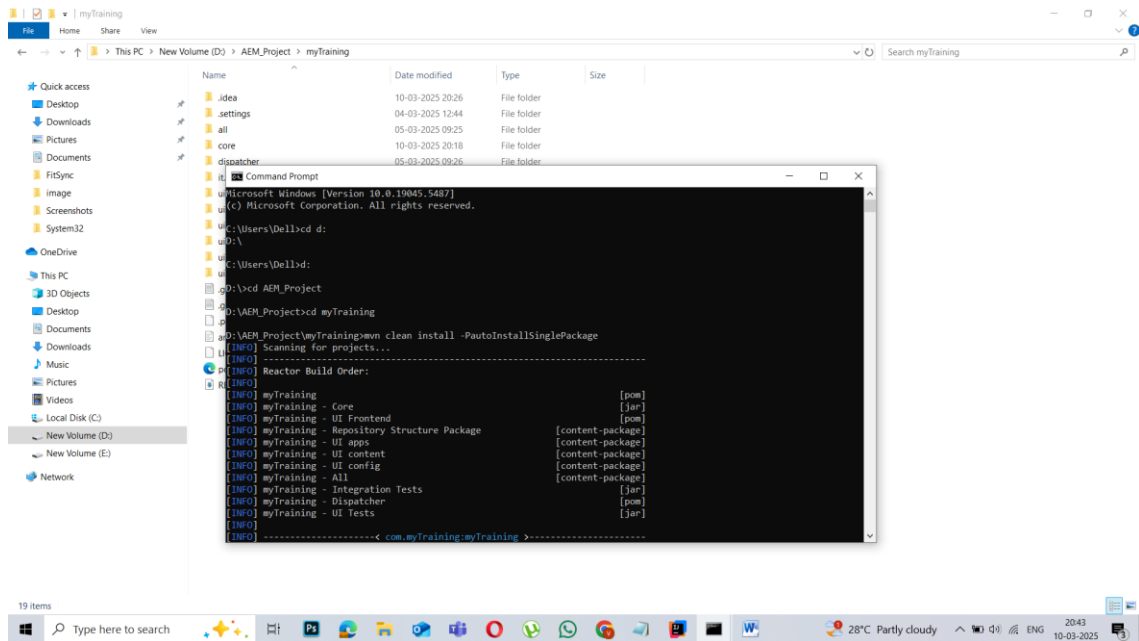 myTraining
File Home Share View
This PC > New Volume (D:) > AEM_Project > myTraining
Search myTraining
Name Date modified Type Size
Quick access
Desktop
Downloads
Pictures
Documents
FitSync
image
Screenshots
System32
OneDrive
This PC
3D Objects
Desktop
Documents
Downloads
Music
Pictures
Videos
Local Disk (C:)
New Volume (D:)
New Volume (E:)
Network
.idea 10-03-2025 20:26 File folder
.settings 04-03-2025 12:44 File folder
all 05-03-2025 09:25 File folder
core 10-03-2025 20:18 File folder
dispatcher 05-03-2025 09:26 File folder
Command Prompt
Microsoft Windows [Version 10.0.19045.5487]
(c) Microsoft Corporation. All rights reserved.
C:\Users\Dell>cd d:
D:\
C:\Users\Dell>d:
D:\>cd AEM_Project
D:\AEM_Project>cd myTraining
D:\AEM_Project\myTraining>mvn clean install -PautoInstallSinglePackage
[INFO] Scanning for projects...
[INFO] ------------------------------------------------------------------------
[INFO] Reactor Build Order:
[INFO]
[INFO] myTraining [pom]
[INFO] myTraining - Core [jar]
[INFO] myTraining - UI Frontend [pom]
[INFO] myTraining - Repository Structure Package [content-package]
[INFO] myTraining - UI apps [content-package]
[INFO] myTraining - UI content [content-package]
[INFO] myTraining - UI config [content-package]
[INFO] myTraining - All [content-package]
[INFO] myTraining - Integration Tests [jar]
[INFO] myTraining - Dispatcher [pom]
[INFO] myTraining - UI Tests [jar]
[INFO]
[INFO] ---------------------< com.myTraining:myTraining >----------------------
19 items
Type here to search
28°C Partly cloudy
ENG
20:43
10-03-2025